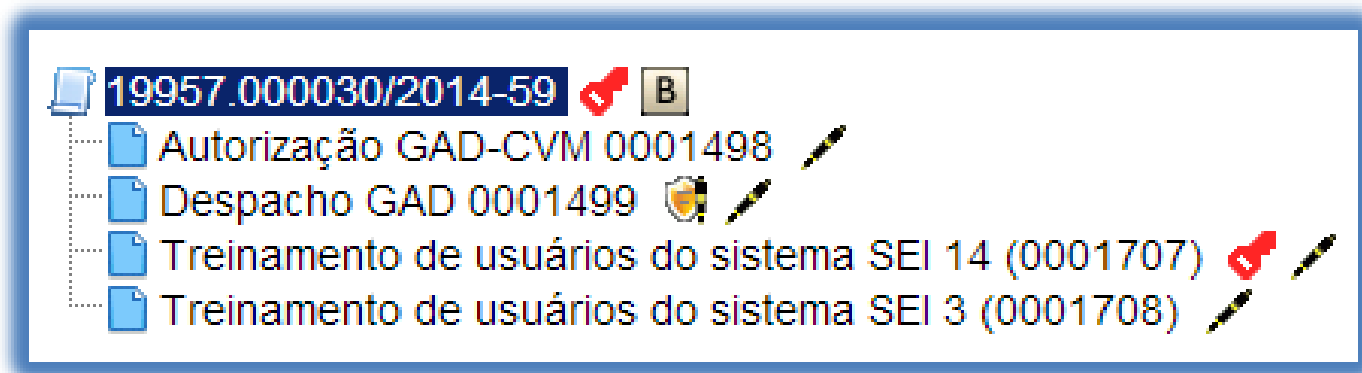 19957.000030/2014-59 B
Autorização GAD-CVM 0001498
Despacho GAD 0001499
Treinamento de usuários do sistema SEI 14 (0001707)
Treinamento de usuários do sistema SEI 3 (0001708)